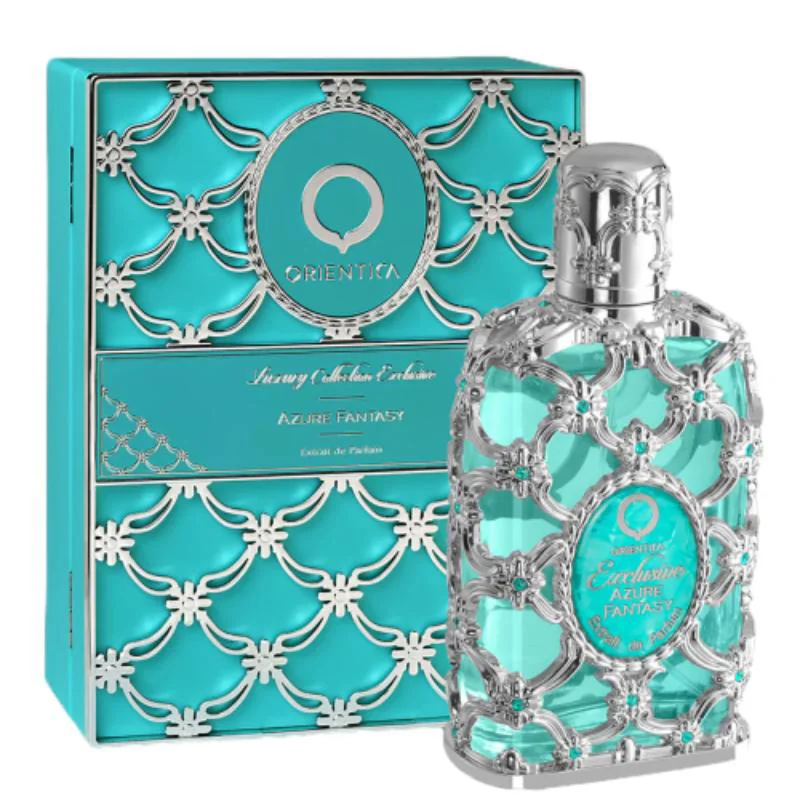 ORIENTICA
Luxury Collection Exclusive
AZURE FANTASY
Extrait de Parfum
ORIENTICA
Exclusive
AZURE
FANTASY
Extrait de Parfum